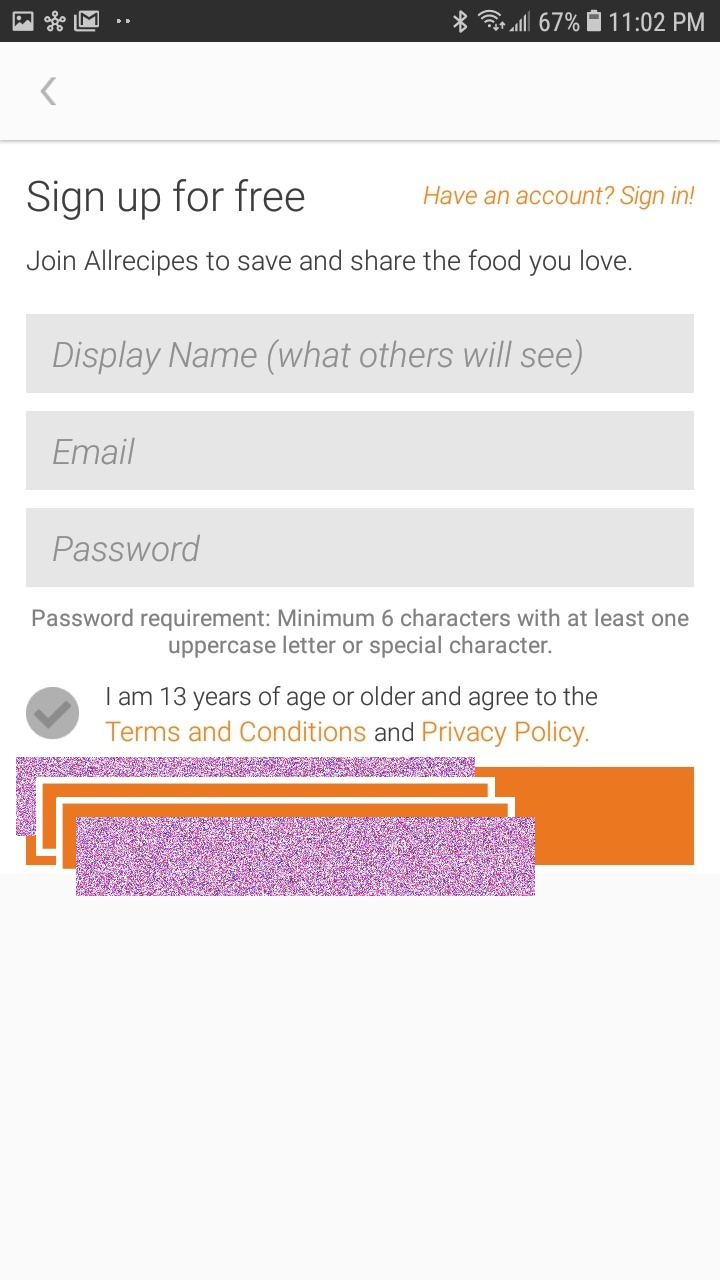 67% 11:02 PM
Sign up for free
Have an account? Sign in!
Join Allrecipes to save and share the food you love.
Display Name (what others will see)
Email
Password
Password requirement: Minimum 6 characters with at least one
uppercase letter or special character.
I am 13 years of age or older and agree to the
Terms and Conditions and Privacy Policy.